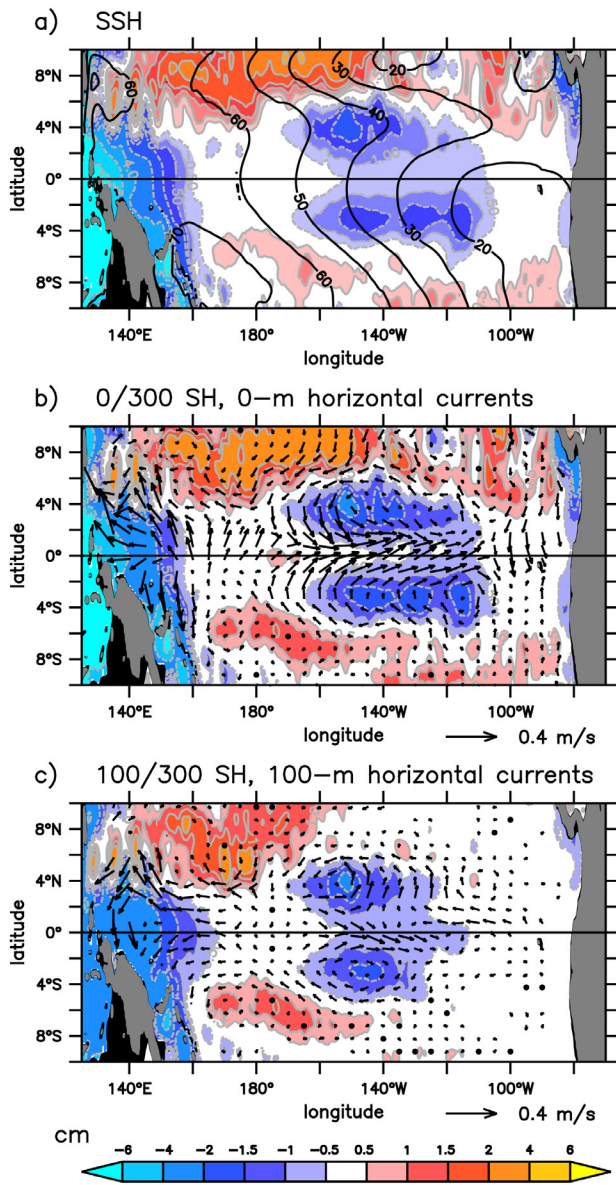 a) SSH
8°N
4°N
0°
4°S
8°S
latitude
60
60
50
40
30
20
70
60
50
30
20
140°E 180° 140°W 100°W
longitude
b) 0/300 SH, 0-m horizontal currents
8°N
4°N
0°
4°S
8°S
latitude
140°E 180° 140°W 100°W
longitude 0.4 m/s
c) 100/300 SH, 100-m horizontal currents
8°N
4°N
0°
4°S
8°S
latitude
140°E 180° 140°W 100°W
longitude 0.4 m/s
cm
-6 -4 -2 -1.5 -1 -0.5 0.5 1 1.5 2 4 6